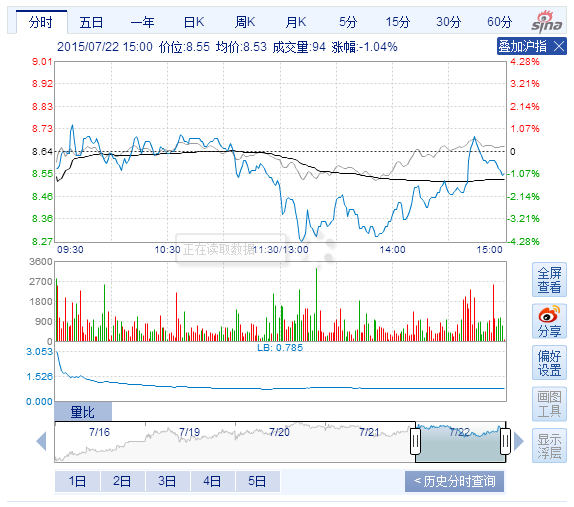 分时 五日 一年 日K 周K 月K 5分 15分 30分 60分 sina
2015/07/22 15:00 价位:8.55 均价:8.53 成交量:94 涨幅:-1.04% 叠加沪指
9.01 4.28%
8.92 3.21%
8.83 2.14%
8.73 1.07%
8.64 0
8.55 -1.07%
8.46 -2.14%
8.36 -3.21%
8.27 -4.28%
09:30 10:30 11:30/13:00 14:00 15:00
正在读取数据
3600
2700
1800
900
0
LB: 0.785
3.053
1.526
0.000
全屏
查看
分享
偏好
设置
画图
工具
显示
浮层
量比
7/16 7/19 7/20 7/21 7/22
1日 2日 3日 4日 5日 <历史分时查询